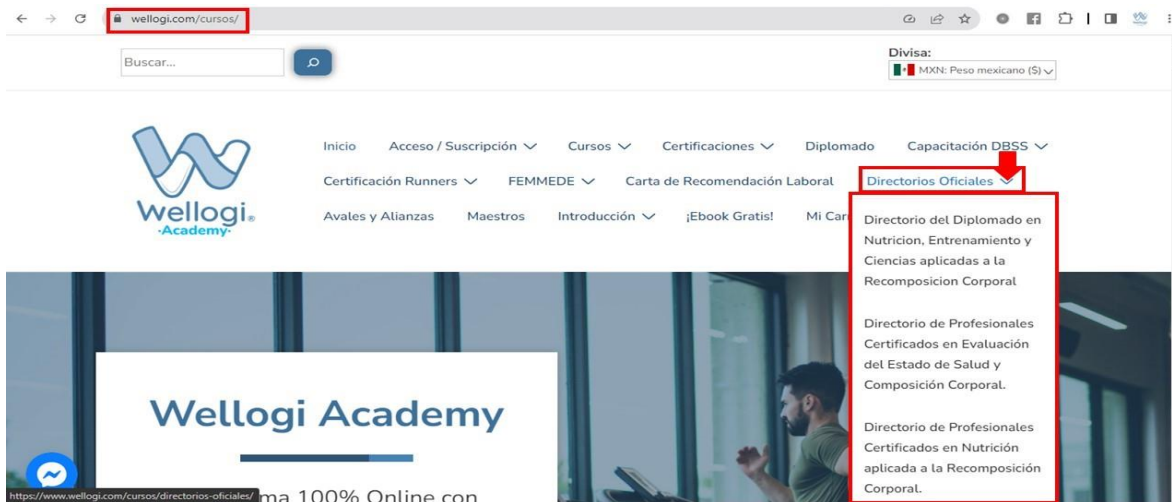 wellogi.com/cursos/
Buscar...
Divisa:
MXN: Peso mexicano ($)
Inicio Acceso / Suscripción Cursos Certificaciones Diplomado Capacitación DBSS
Certificación Runners FEMMEDE Carta de Recomendación Laboral Directorios Oficiales
Avales y Alianzas Maestros Introducción ¡Ebook Gratis! Mi Car
Wellogi®
·Academy·
Directorio del Diplomado en
Nutricion, Entrenamiento y
Ciencias aplicadas a la
Recomposicion Corporal
Directorio de Profesionales
Certificados en Evaluación
del Estado de Salud y
Composición Corporal.
Directorio de Profesionales
Certificados en Nutrición
aplicada a la Recomposición
Corporal.
Wellogi Academy
ma 100% Online con
https://www.wellogi.com/cursos/directorios-oficiales/